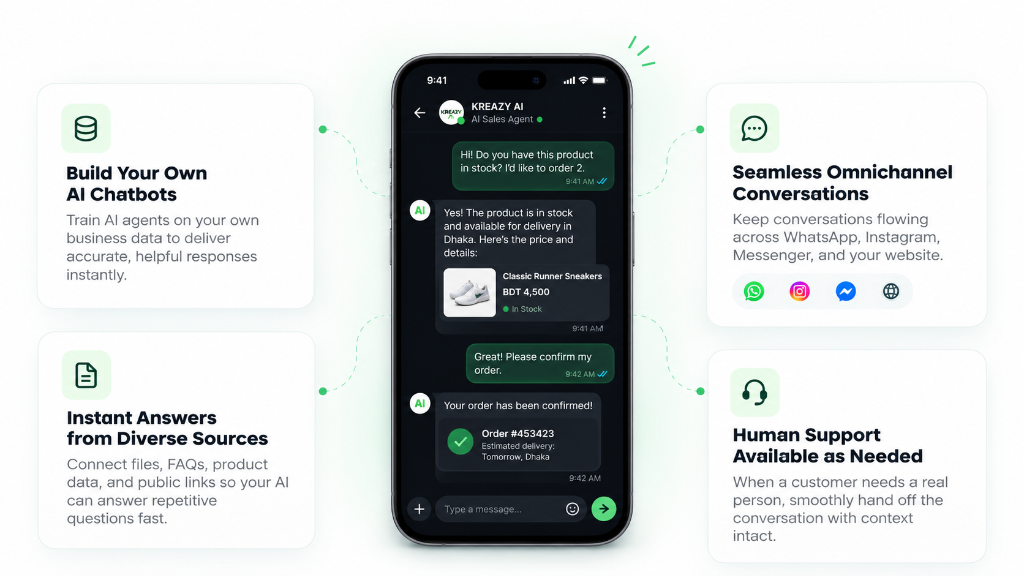 Build Your Own
AI Chatbots
Train AI agents on your own
business data to deliver
accurate, helpful responses
instantly.
Instant Answers
from Diverse Sources
Connect files, FAQs, product
data, and public links so your AI
can answer repetitive
questions fast.
9:41
KREAZY AI
KREAZY AI
AI Sales Agent
Hi! Do you have this product
in stock? I'd like to order 2.
9:41 AM
AI
Yes! The product is in stock
and available for delivery in
Dhaka. Here's the price and
details:
Classic Runner Sneakers
BDT 4,500
In Stock
9:41 AM
Great! Please confirm my
order.
9:42 AM
AI
Your order has been confirmed!
Order #453423
Estimated delivery:
Tomorrow, Dhaka
9:42 AM
Type a message...
Seamless Omnichannel
Conversations
Keep conversations flowing
across WhatsApp, Instagram,
Messenger, and your website.
Human Support
Available as Needed
When a customer needs a real
person, smoothly hand off the
conversation with context
intact.